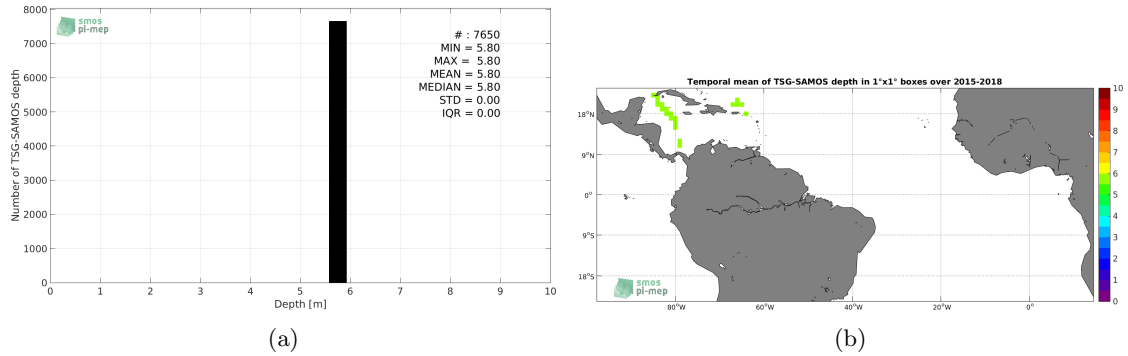 8000
7000
6000
5000
4000
3000
2000
1000
0
Number of TSG-SAMOS depth
smos
pi-mep
# : 7650
MIN = 5.80
MAX = 5.80
MEAN = 5.80
MEDIAN = 5.80
STD = 0.00
IQR = 0.00
0 1 2 3 4 5 6 7 8 9 10
Depth [m]
(a)
Temporal mean of TSG-SAMOS depth in 1°x1° boxes over 2015-2018
18°N
9°N
0°
9°S
18°S
smos
pi-mep
80°W 60°W 40°W 20°W 0°
10
9
8
7
6
5
4
3
2
1
0
(b)